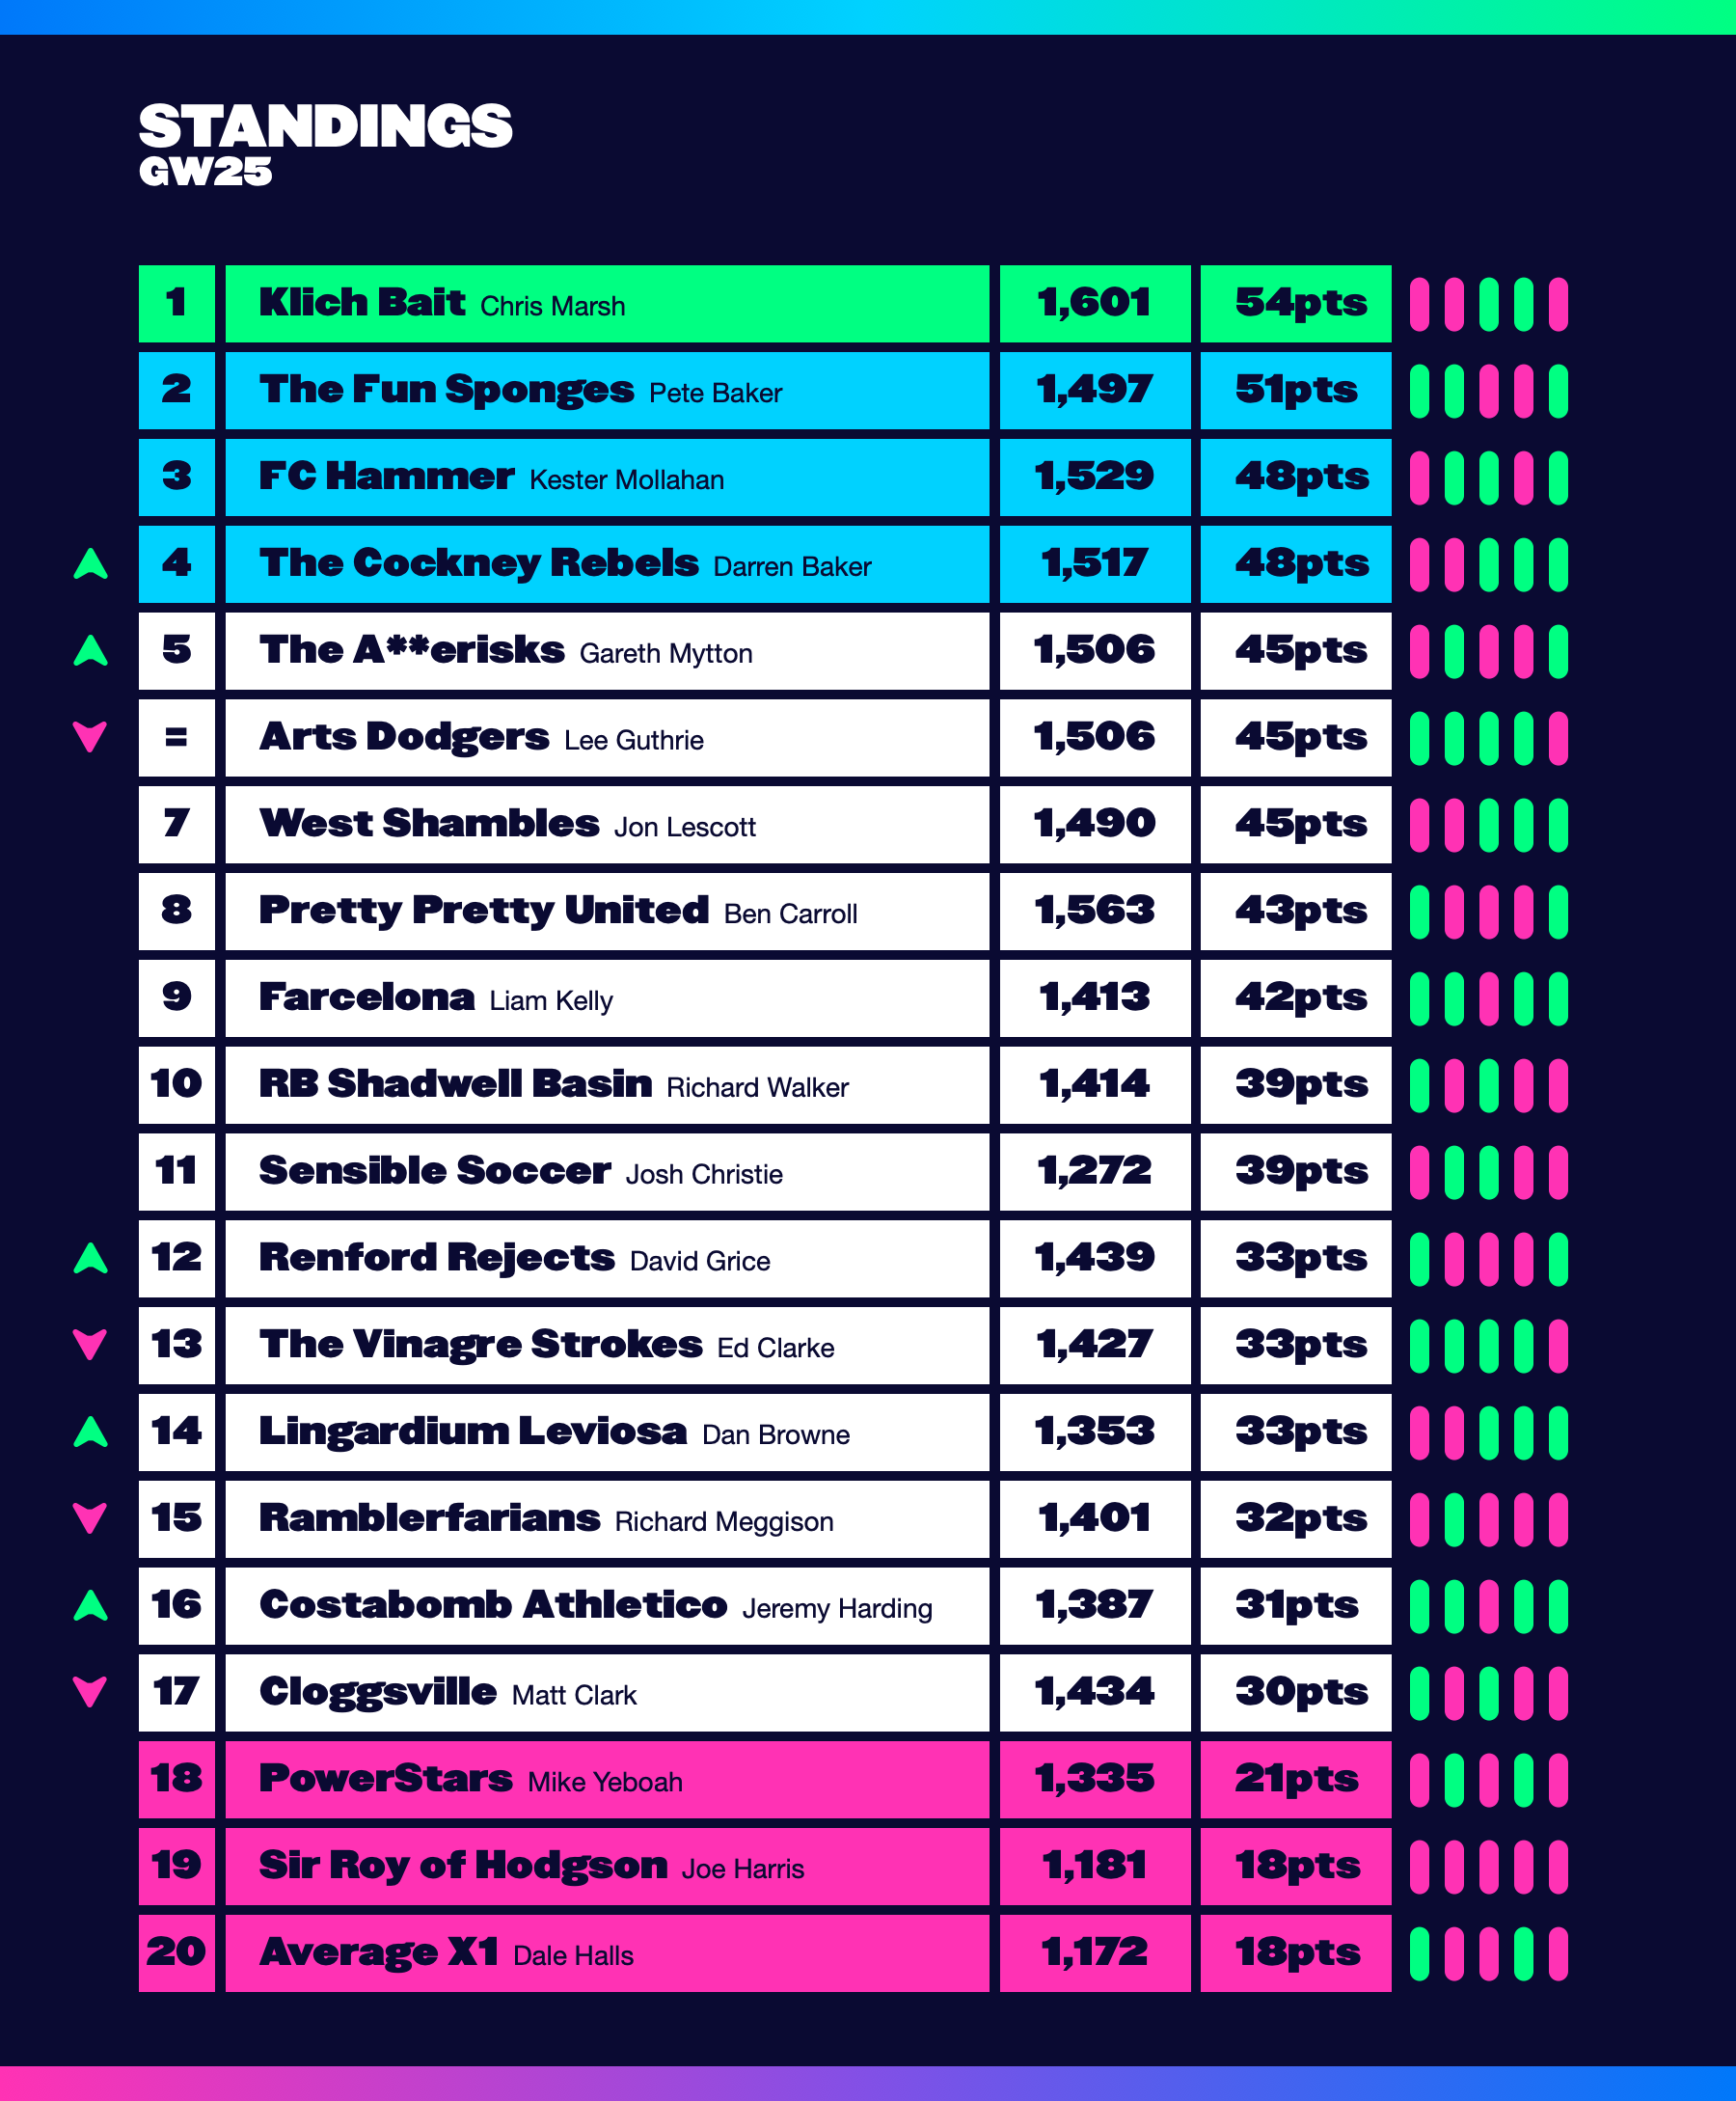 STANDINGS
GW25
1 Klich Bait Chris Marsh 1,601 54pts
2 The Fun Sponges Pete Baker 1,497 51pts
3 FC Hammer Kester Mollahan 1,529 48pts
4 The Cockney Rebels Darren Baker 1,517 48pts
5 The A**erisks Gareth Mytton 1,506 45pts
= Arts Dodgers Lee Guthrie 1,506 45pts
7 West Shambles Jon Lescott 1,490 45pts
8 Pretty Pretty United Ben Carroll 1,563 43pts
9 Farcelona Liam Kelly 1,413 42pts
10 RB Shadwell Basin Richard Walker 1,414 39pts
11 Sensible Soccer Josh Christie 1,272 39pts
12 Renford Rejects David Grice 1,439 33pts
13 The Vinagre Strokes Ed Clarke 1,427 33pts
14 Lingardium Leviosa Dan Browne 1,353 33pts
15 Ramblerfarians Richard Meggison 1,401 32pts
16 Costabomb Athletico Jeremy Harding 1,387 31pts
17 Cloggsville Matt Clark 1,434 30pts
18 PowerStars Mike Yeboah 1,335 21pts
19 Sir Roy of Hodgson Joe Harris 1,181 18pts
20 Average X1 Dale Halls 1,172 18pts